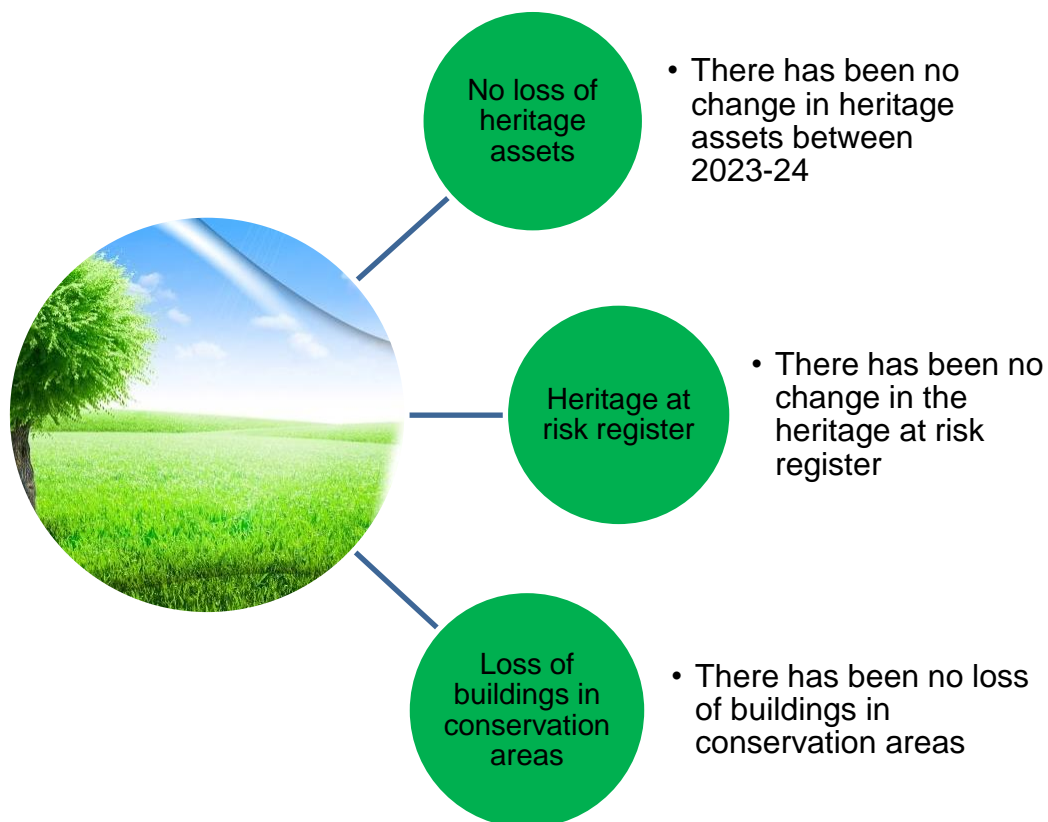 No loss of
heritage
assets
• There has been no
change in heritage
assets between
2023-24
Heritage at
risk register
• There has been no
change in the
heritage at risk
register
Loss of
buildings in
conservation
areas
• There has been no loss
of buildings in
conservation areas